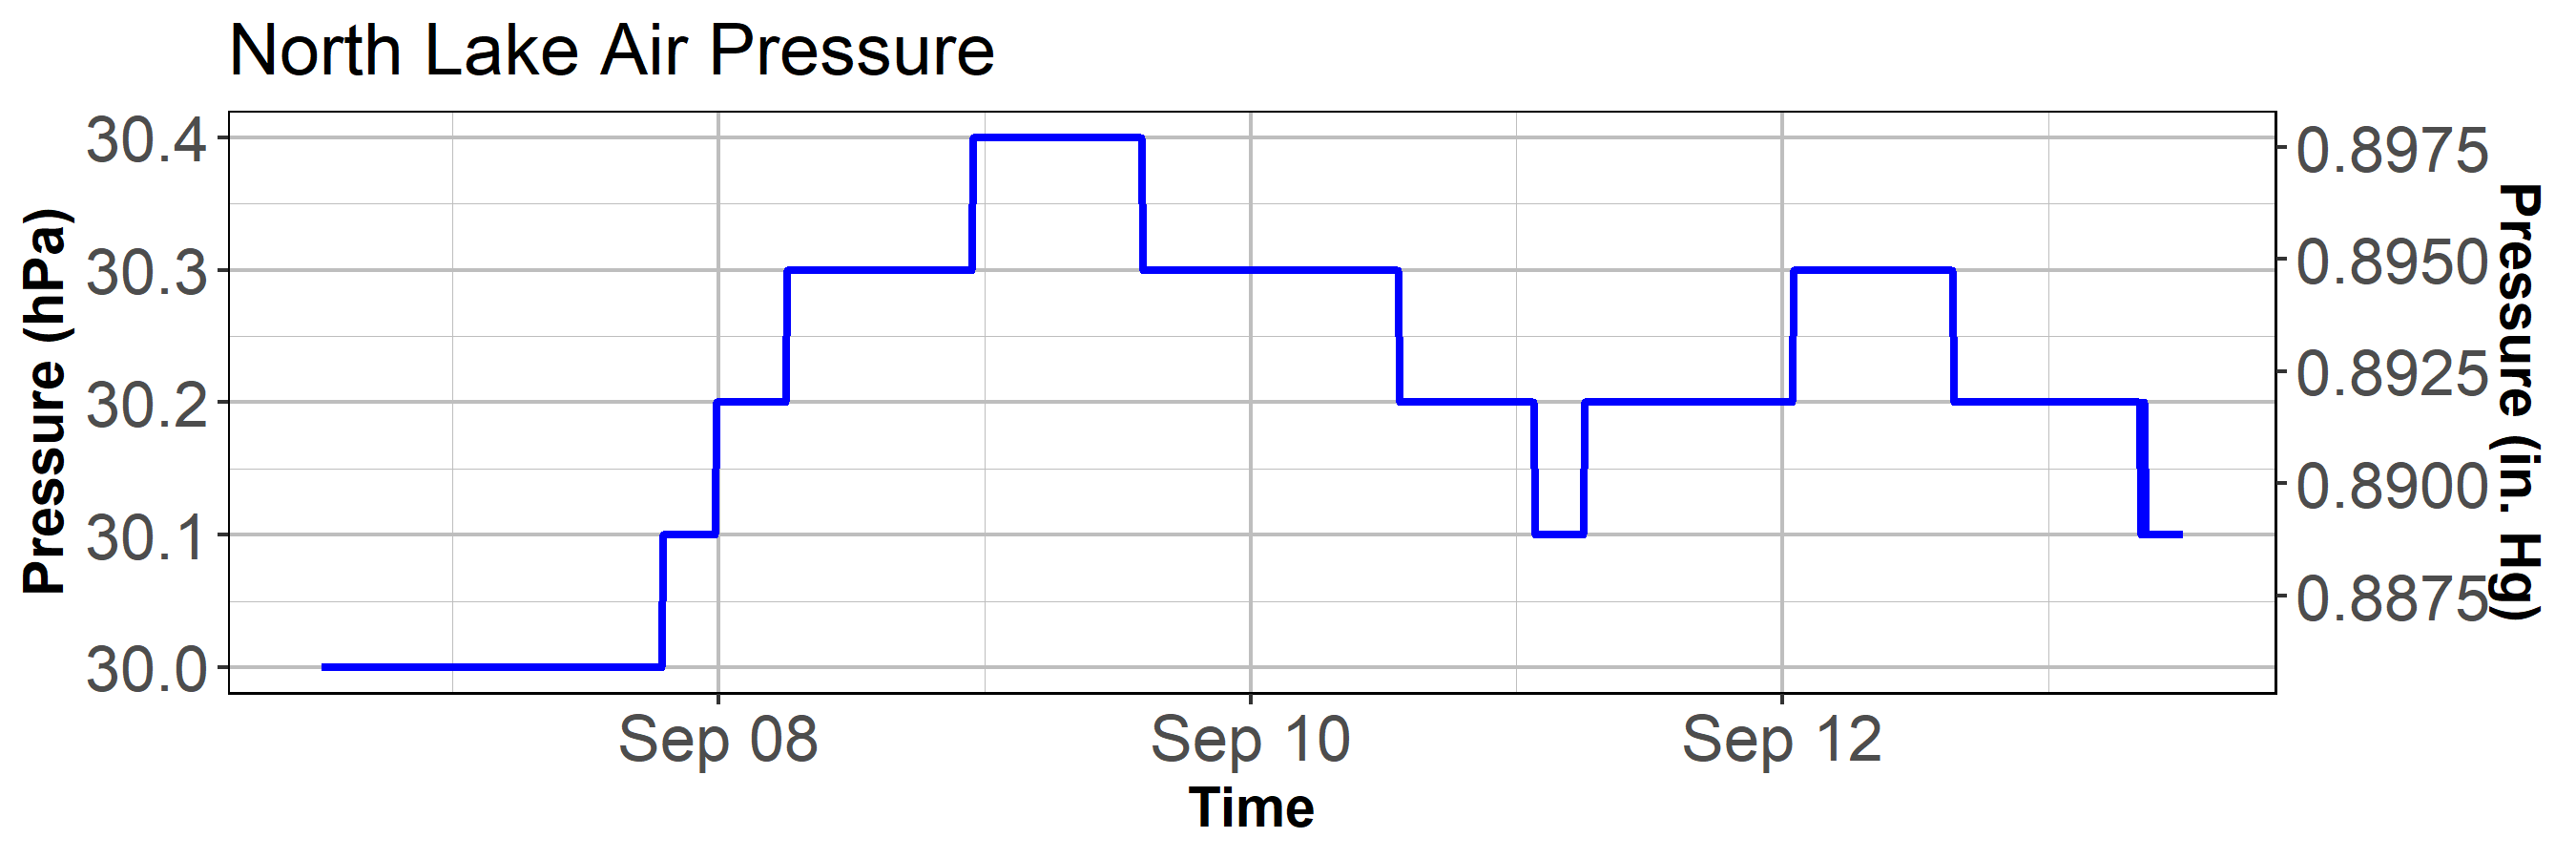 North Lake Air Pressure
Pressure (hPa)
30.4
30.3
30.2
30.1
30.0
0.8975
0.8950
0.8925
0.8900
0.8875
Pressure (in. Hg)
Sep 08 Sep 10 Sep 12
Time